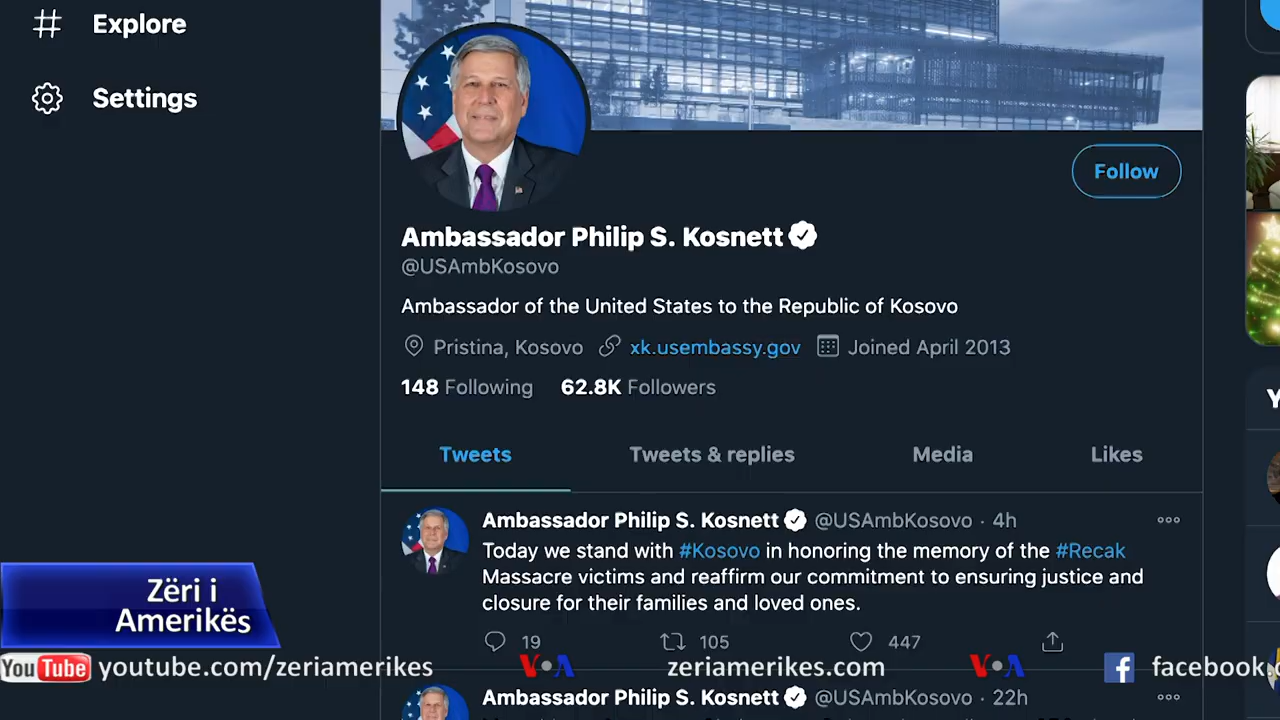 Explore
Settings
Follow
Ambassador Philip S. Kosnett
@USAmbKosovo
Ambassador of the United States to the Republic of Kosovo
Pristina, Kosovo xk.usembassy.gov Joined April 2013
148 Following 62.8K Followers
Tweets Tweets & replies Media Likes
Ambassador Philip S. Kosnett @USAmbKosovo · 4h
Today we stand with #Kosovo in honoring the memory of the #Recak
Massacre victims and reaffirm our commitment to ensuring justice and
closure for their families and loved ones.
19 105 447
Zëri i
Amerikës
YouTube youtube.com/zeriamerikes VOA zeriamerikes.com VOA facebook.
Ambassador Philip S. Kosnett @USAmbKosovo · 22h